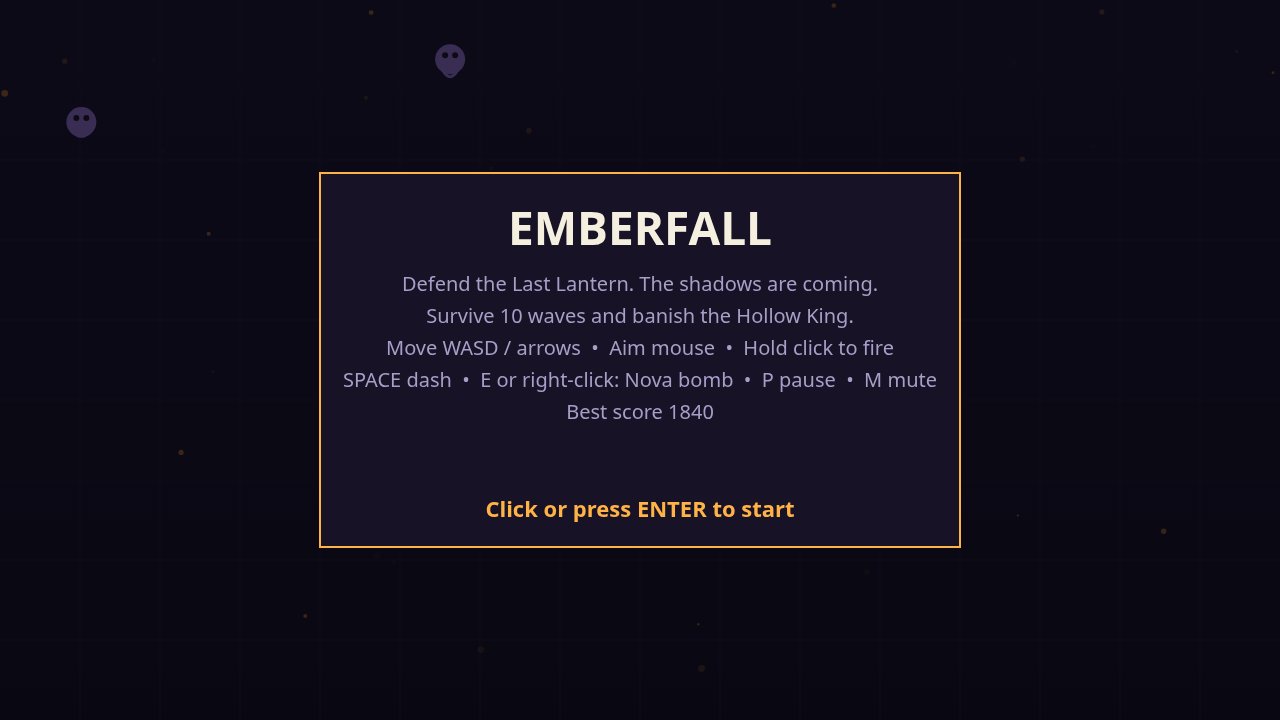 EMBERFALL
Defend the Last Lantern. The shadows are coming.
Survive 10 waves and banish the Hollow King.
Move WASD / arrows • Aim mouse • Hold click to fire
SPACE dash • E or right-click: Nova bomb • P pause • M mute
Best score 1840
Click or press ENTER to start